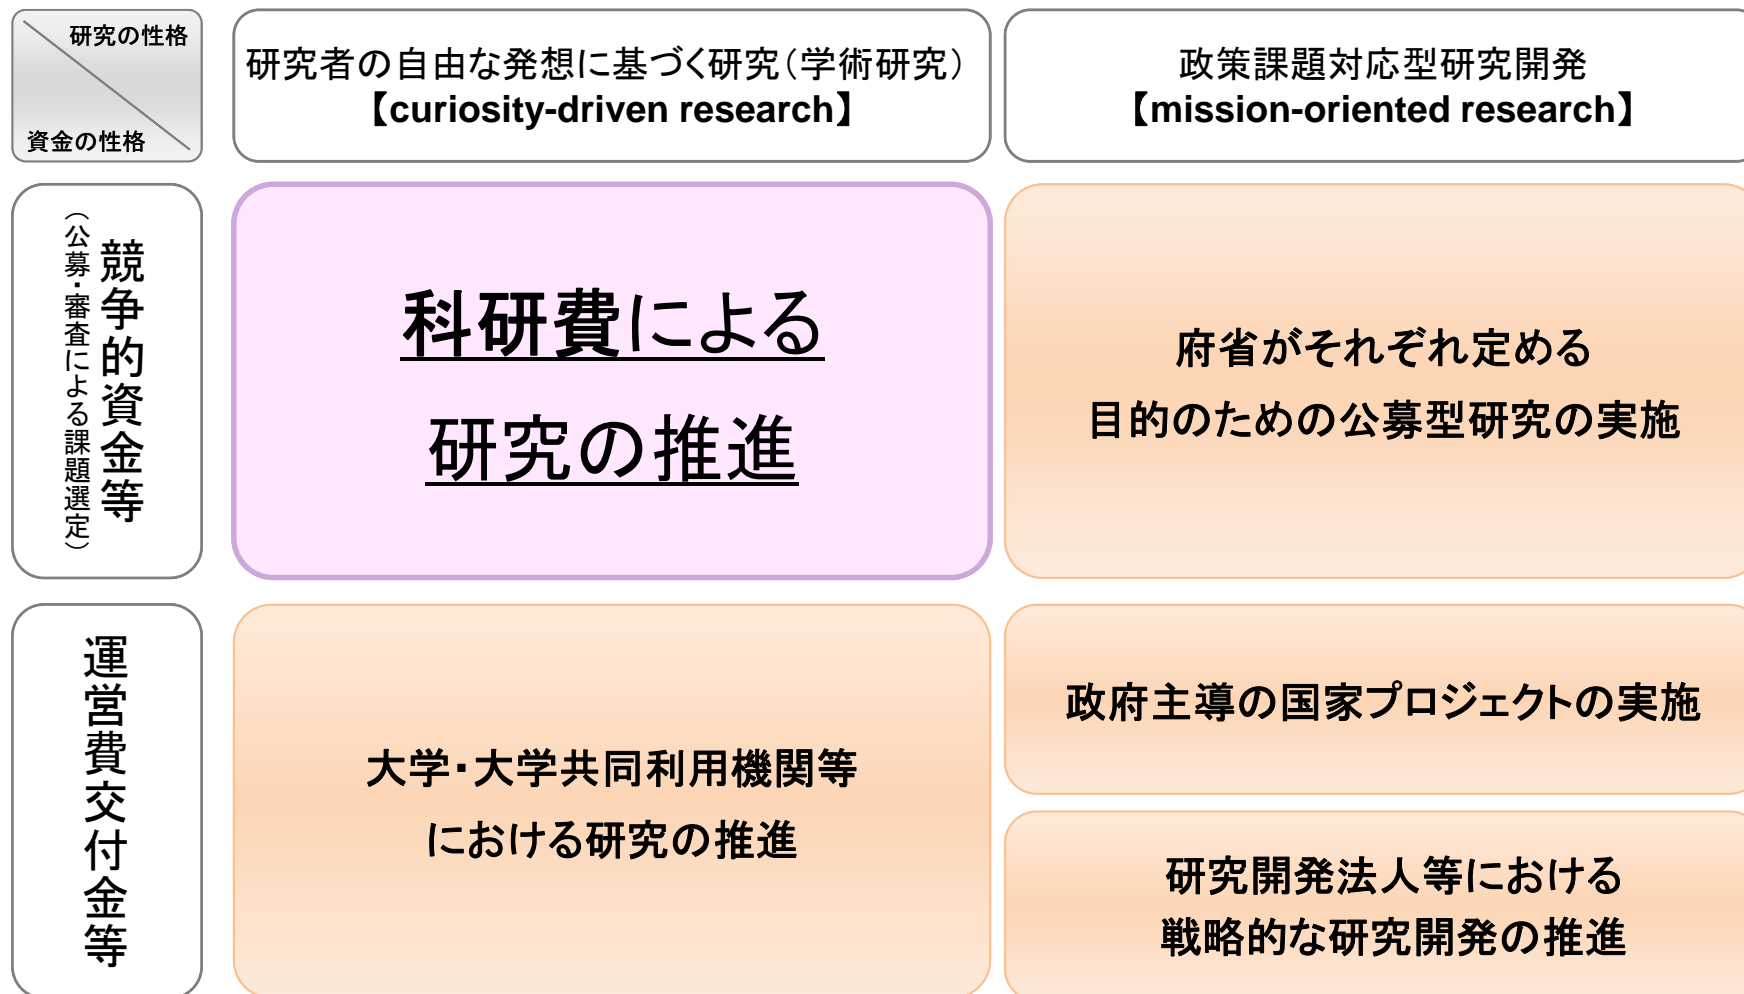 研究の性格
資金の性格
研究者の自由な発想に基づく研究（学術研究）
【curiosity-driven research】
政策課題対応型研究開発
【mission-oriented research】
競争的資金等
（公募・審査による課題選定）
科研費による
研究の推進
府省がそれぞれ定める
目的のための公募型研究の実施
運営費交付金等
大学・大学共同利用機関等
における研究の推進
政府主導の国家プロジェクトの実施
研究開発法人等における
戦略的な研究開発の推進